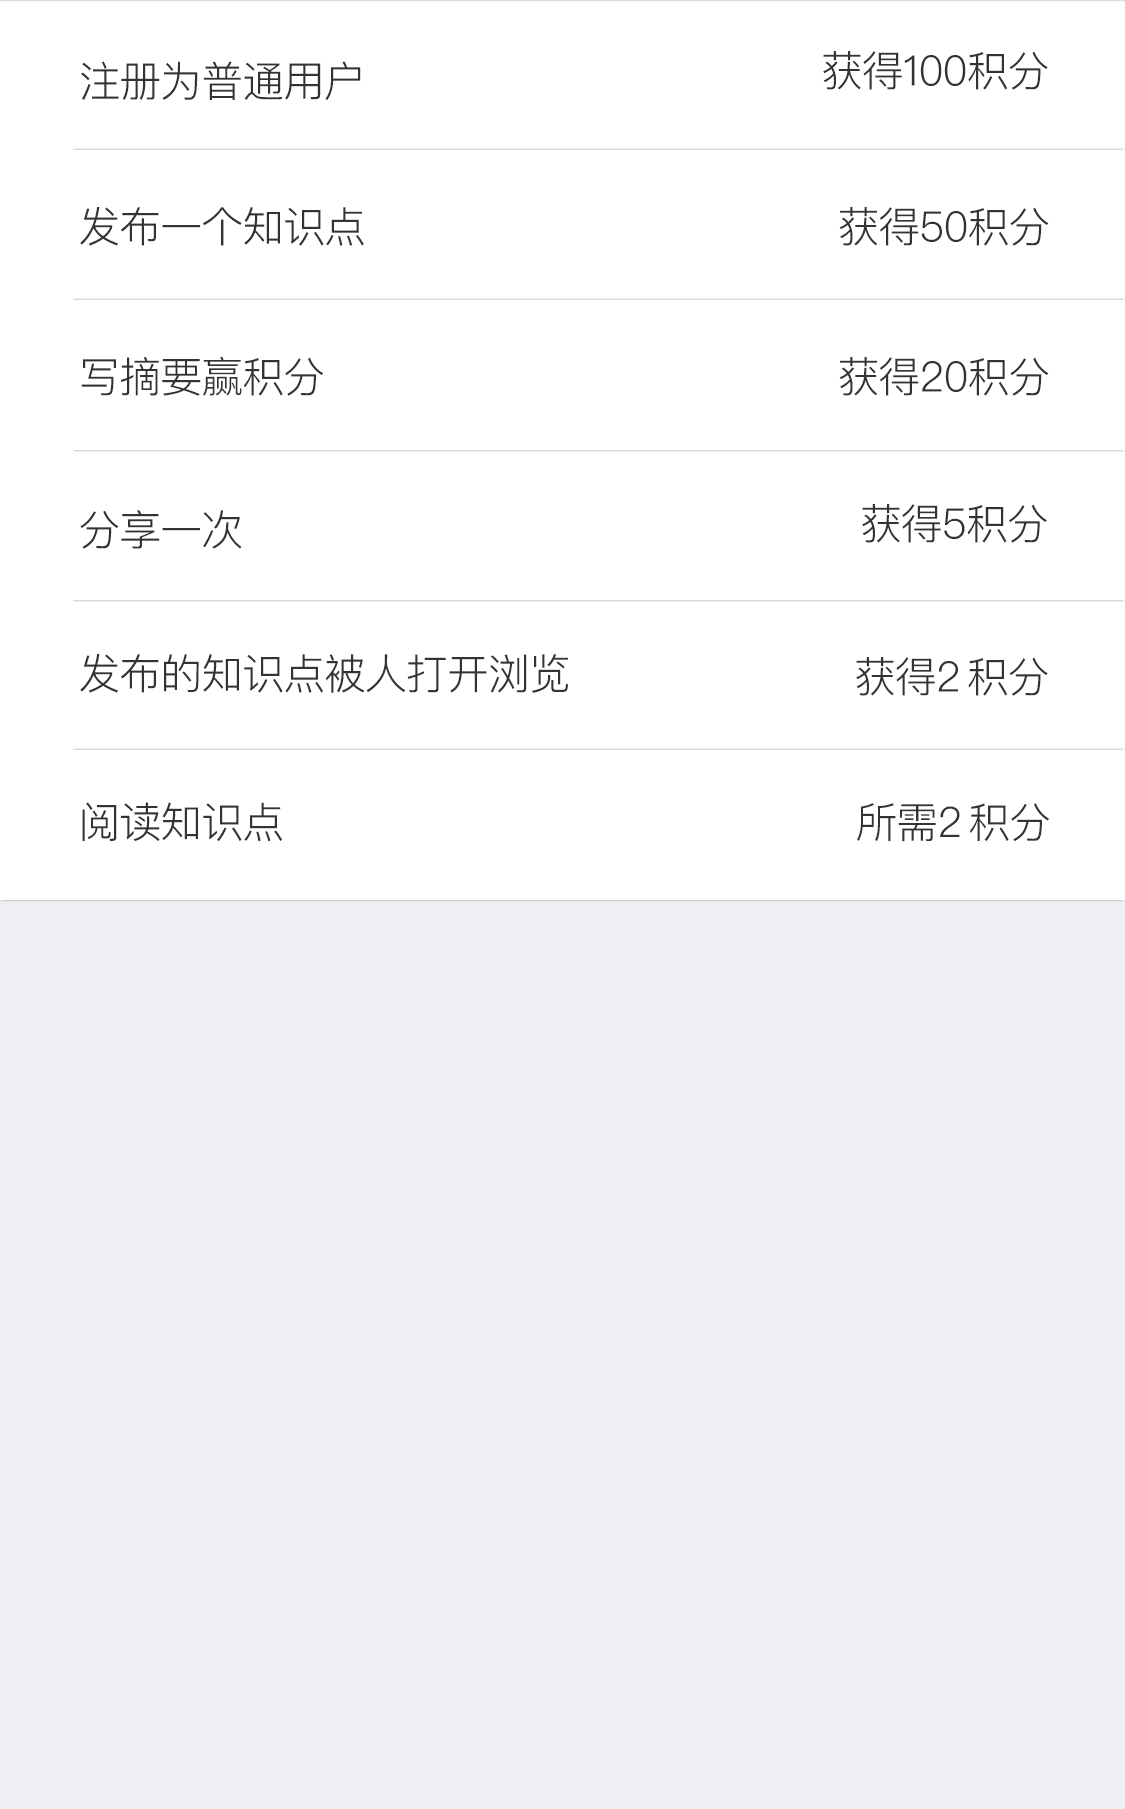 注册为普通用户 获得100积分
发布一个知识点 获得50积分
写摘要赢积分 获得20积分
分享一次 获得5积分
发布的知识点被人打开浏览 获得2 积分
阅读知识点 所需2 积分